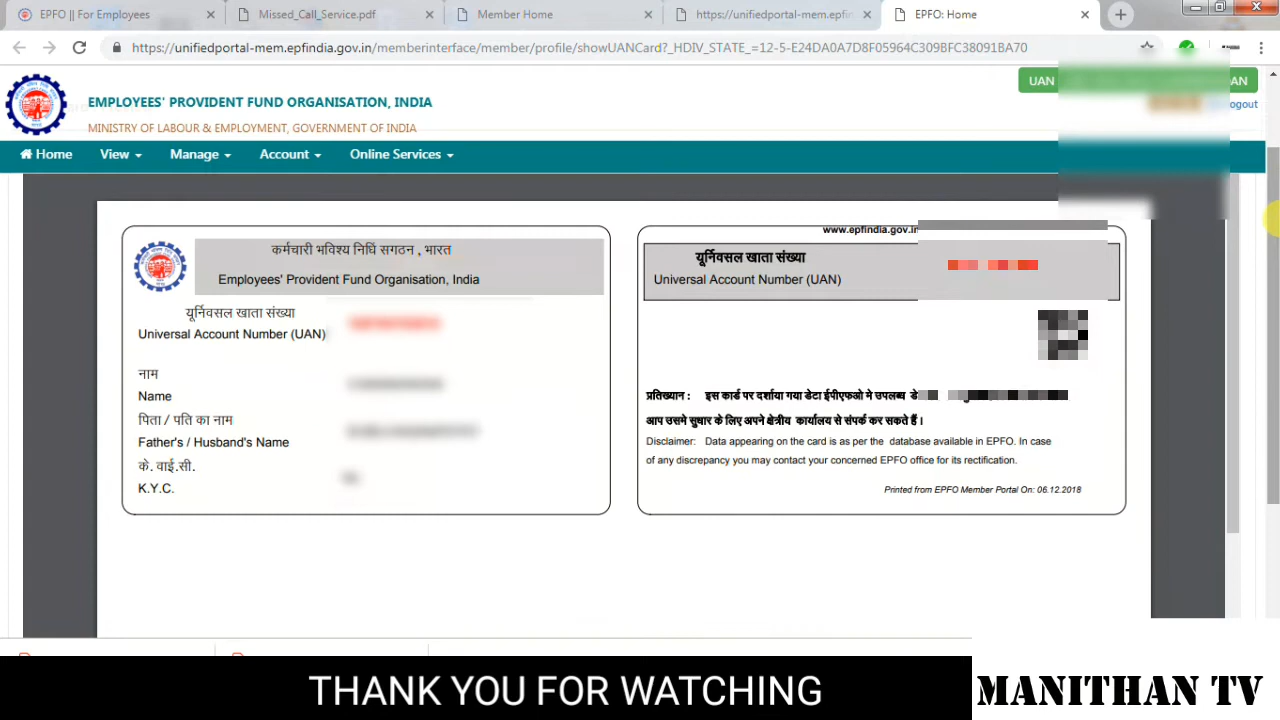 EPFO || For Employees
Missed_Call_Service.pdf
Member Home
https://unifiedportal-mem.epfin
EPFO: Home
https://unifiedportal-mem.epfindia.gov.in/memberinterface/member/profile/showUANCard?_HDIV_STATE_=12-5-E24DA0A7D8F05964C309BFC38091BA70
EMPLOYEES' PROVIDENT FUND ORGANISATION, INDIA
MINISTRY OF LABOUR & EMPLOYMENT, GOVERNMENT OF INDIA
UAN
AN
ogout
Home View Manage Account Online Services
कर्मचारी भविश्य निधिं सगठन , भारत
Employees' Provident Fund Organisation, India
यूर्निवसल खाता संख्या
Universal Account Number (UAN)
नाम
Name
पिता / पति का नाम
Father's / Husband's Name
के. वाई.सी.
K.Y.C.
www.epfindia.gov.in
यूर्निवसल खाता संख्या
Universal Account Number (UAN)
प्रतिख्यान : इस कार्ड पर दर्शाया गया डेटा ईपीएफओ मे उपलब्ध डे
आप उसमे सुधार के लिए अपने क्षेत्रीय कार्यालय से संपर्क कर सकते हैं ।
Disclaimer: Data appearing on the card is as per the database available in EPFO. In case
of any discrepancy you may contact your concerned EPFO office for its rectification.
Printed from EPFO Member Portal On: 06.12.2018
THANK YOU FOR WATCHING
MANITHAN TV